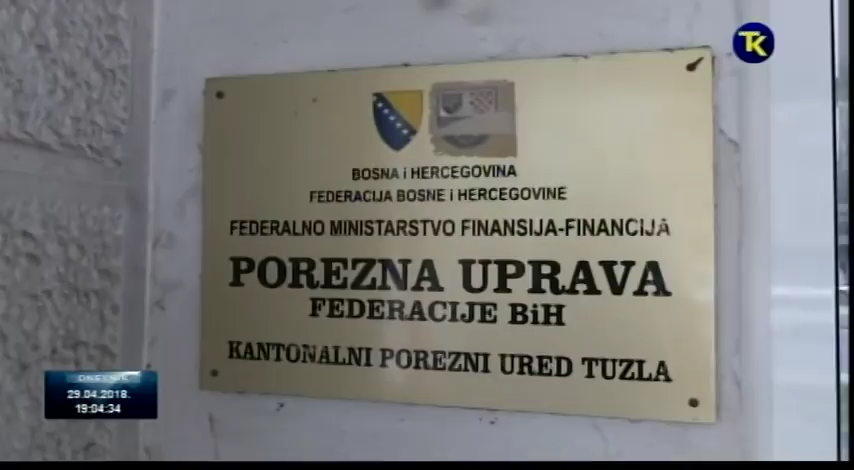 TK
BOSNA i HERCEGOVINA
FEDERACIJA BOSNE i HERCEGOVINE
FEDERALNO MINISTARSTVO FINANSIJA-FINANCIJA
POREZNA UPRAVA
FEDERACIJE BiH
KANTONALNI POREZNI URED TUZLA
DNEVNIK
29.04.2018.
19:04:34